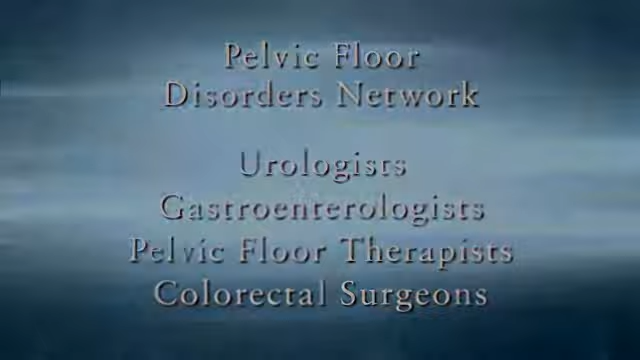 Pelvic Floor
Disorders Network
Urologists
Gastroenterologists
Pelvic Floor Therapists
Colorectal Surgeons